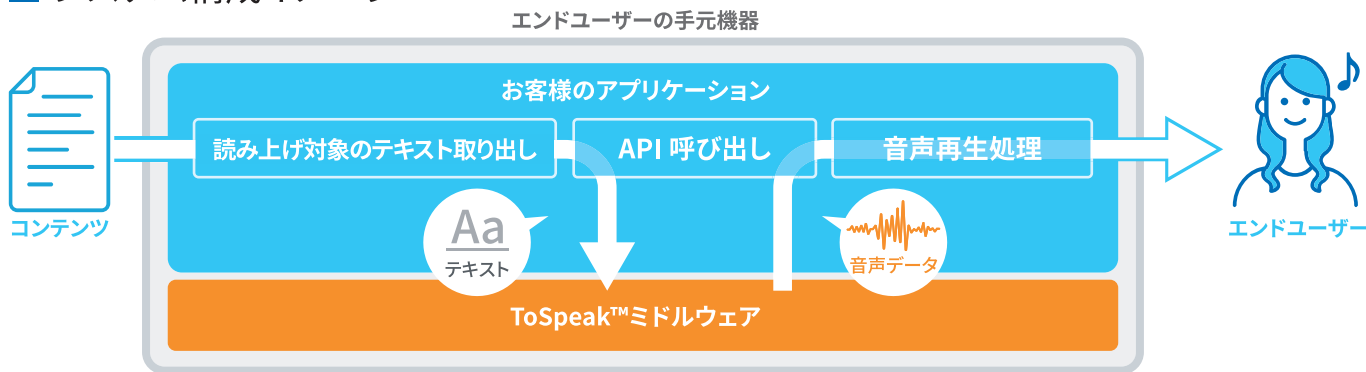 エンドユーザーの手元機器
お客様のアプリケーション
読み上げ対象のテキスト取り出し
API 呼び出し
音声再生処理
コンテンツ
Aa
テキスト
音声データ
エンドユーザー
ToSpeak™ミドルウェア